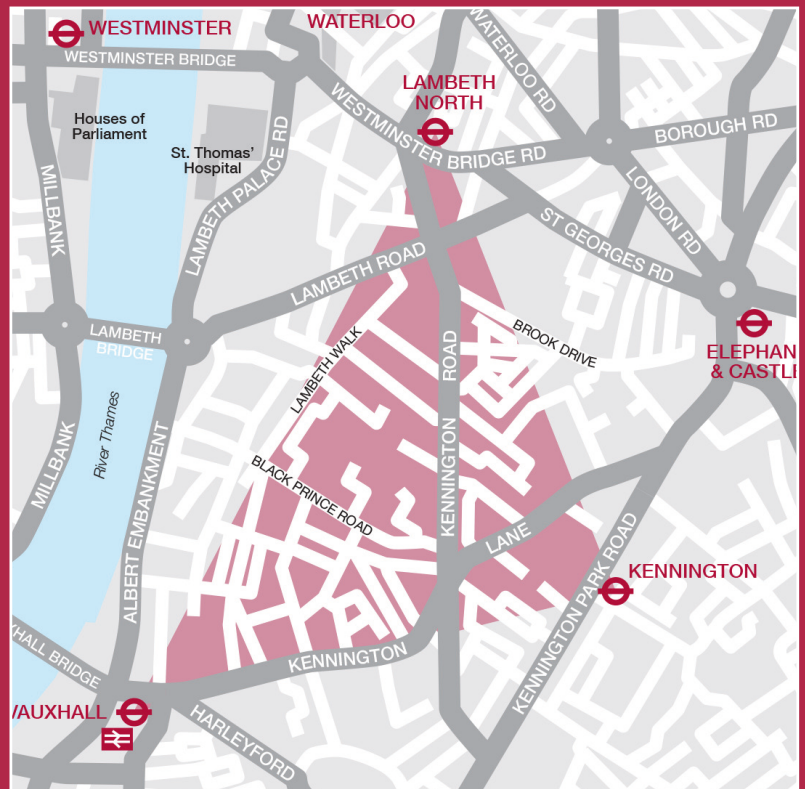 WESTMINSTER
WATERLOO
WESTMINSTER BRIDGE
WATERLOO RD
LAMBETH
NORTH
Houses of
Parliament
St. Thomas'
Hospital
WESTMINSTER BRIDGE RD
BOROUGH RD
MILLBANK
LAMBETH PALACE RD
LONDON RD
ST GEORGES RD
LAMBETH ROAD
LAMBETH
BRIDGE
BROOK DRIVE
ELEPHAN
& CASTLE
LAMBETH WALK
KENNINGTON ROAD
River Thames
MILLBANK
ALBERT EMBANKMENT
BLACK PRINCE ROAD
LANE
KENNINGTON
KENNINGTON PARK ROAD
KENNINGTON
XHALL BRIDGE
VAUXHALL
HARLEYFORD